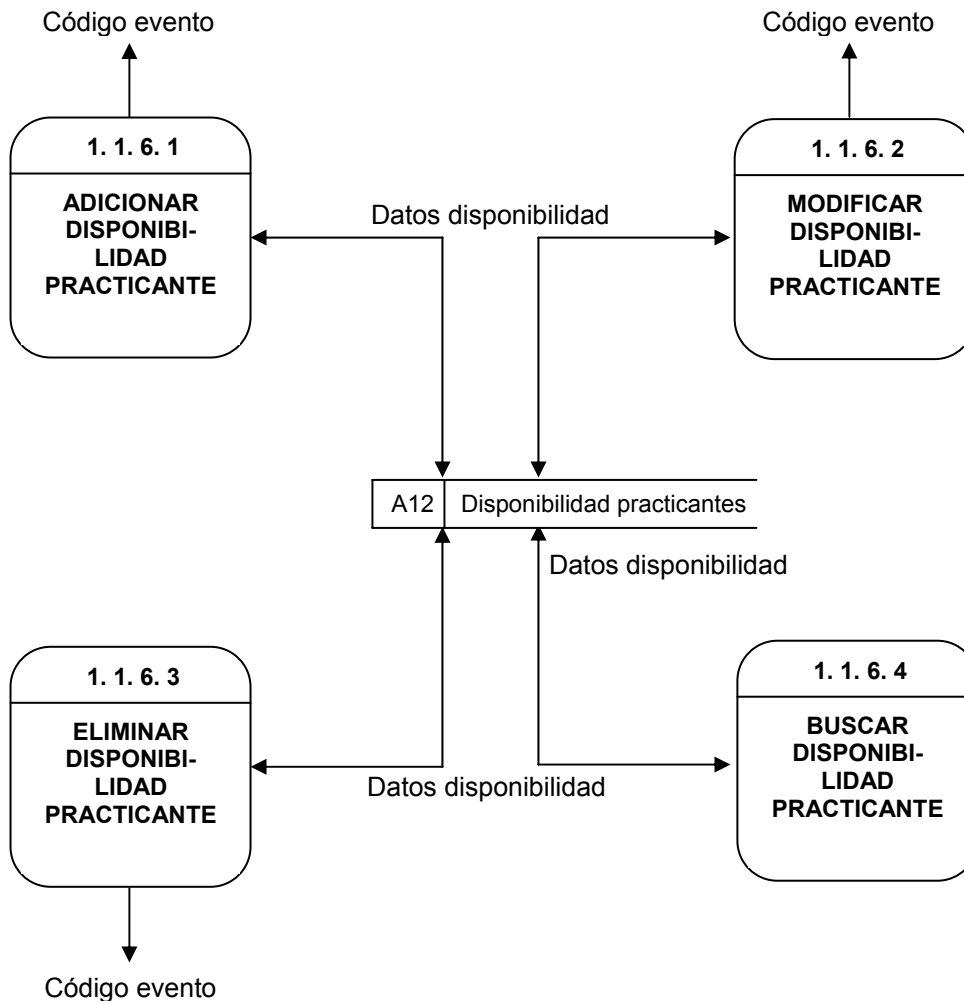 Código evento
Código evento
1. 1. 6. 1
ADICIONAR
DISPONIBI-
LIDAD
PRACTICANTE
Datos disponibilidad
1. 1. 6. 2
MODIFICAR
DISPONIBI-
LIDAD
PRACTICANTE
A12
Disponibilidad practicantes
Datos disponibilidad
1. 1. 6. 3
ELIMINAR
DISPONIBI-
LIDAD
PRACTICANTE
Datos disponibilidad
1. 1. 6. 4
BUSCAR
DISPONIBI-
LIDAD
PRACTICANTE
Código evento